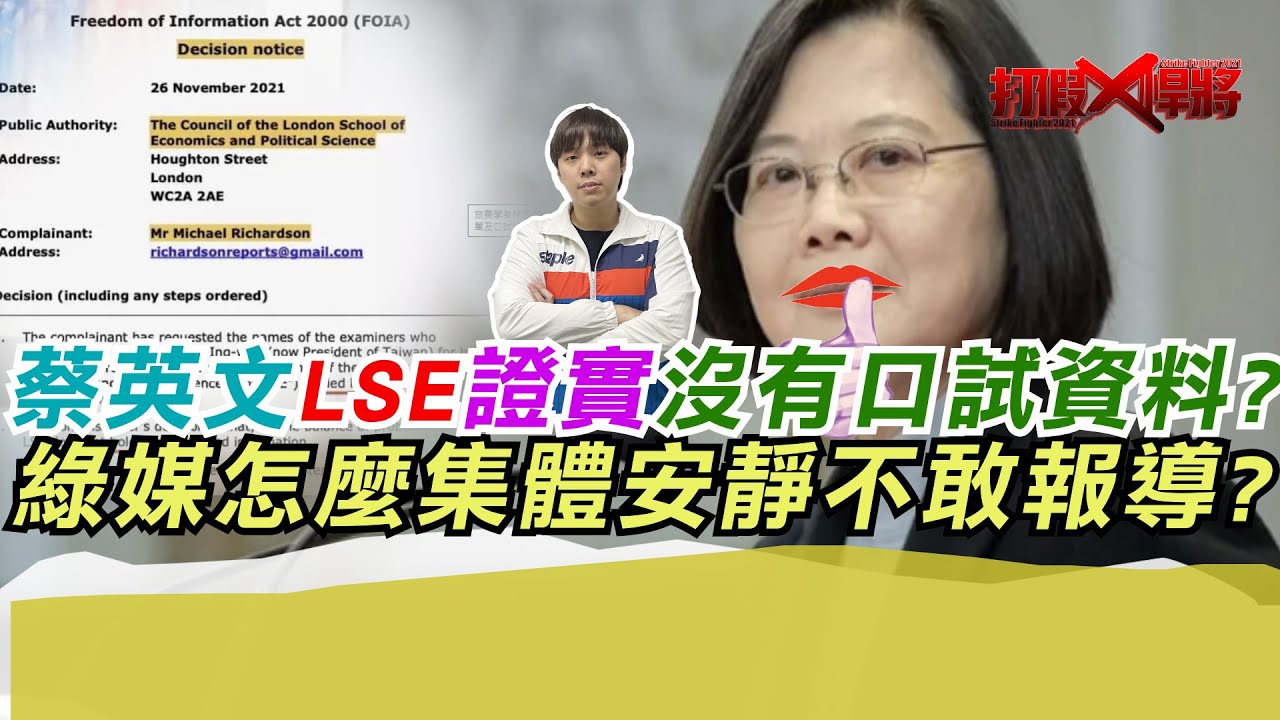 Freedom of Information Act 2000 (FOIA)
Decision notice
Date: 26 November 2021
Public Authority: The Council of the London School of
Economics and Political Science
Address: Houghton Street
London
WC2A 2AE
Complainant: Mr Michael Richardson
Address: richardsonreports@gmail.com
Decision (including any steps ordered)
The complainant has requested the names of the examiners who
打假悍將
Strike Fighter 2021
Strike Fighter 2021
staple
蔡英文LSE證實沒有口試資料?
綠媒怎麼集體安靜不敢報導?